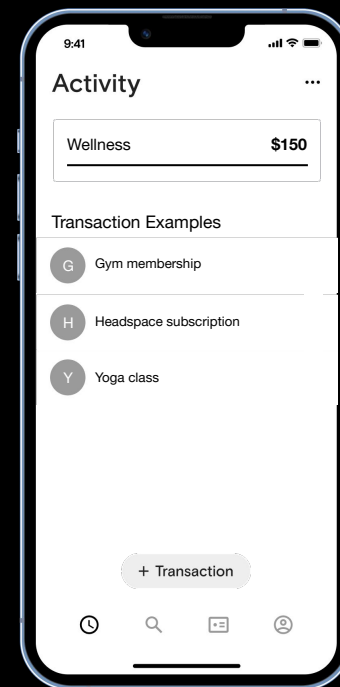 9:41
Activity
Wellness $150
Transaction Examples
G Gym membership
H Headspace subscription
Y Yoga class
+ Transaction